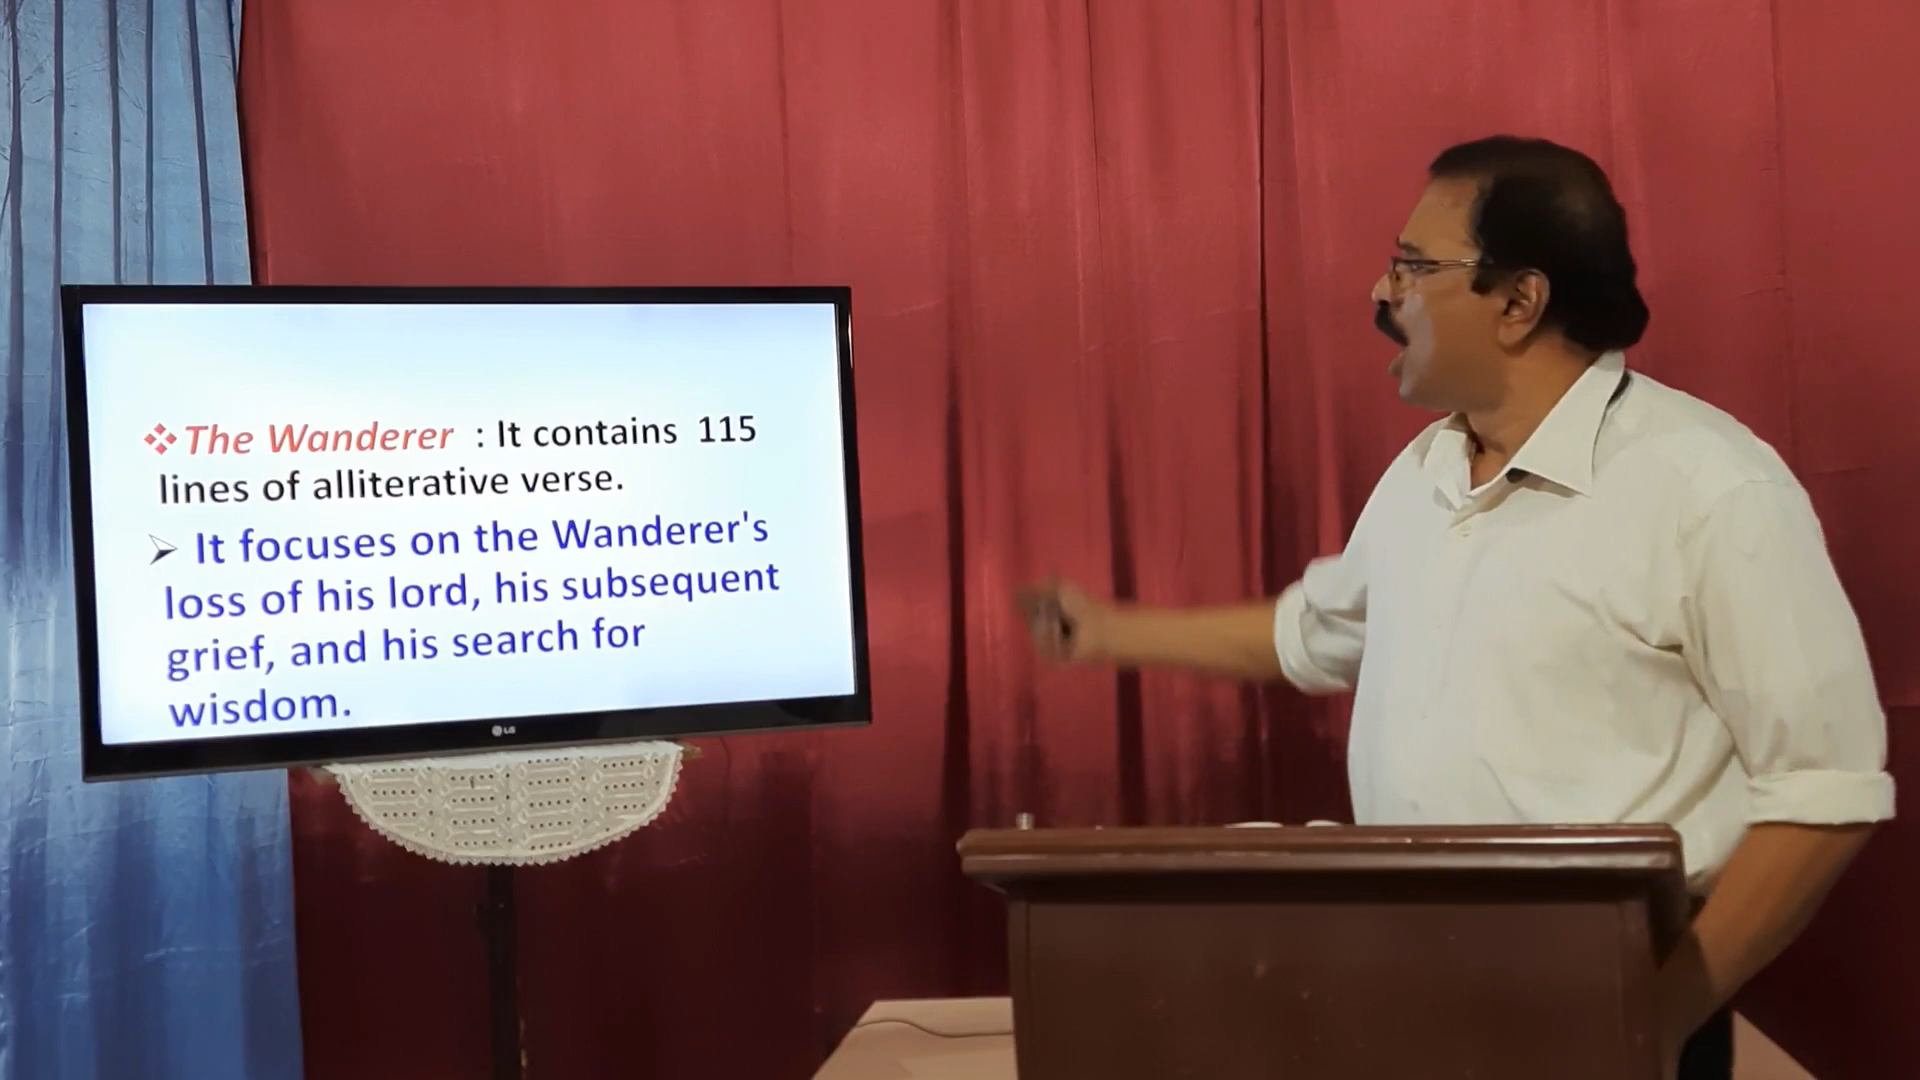 ❖The Wanderer : It contains 115
lines of alliterative verse.
➢ It focuses on the Wanderer's
loss of his lord, his subsequent
grief, and his search for
wisdom.
LG